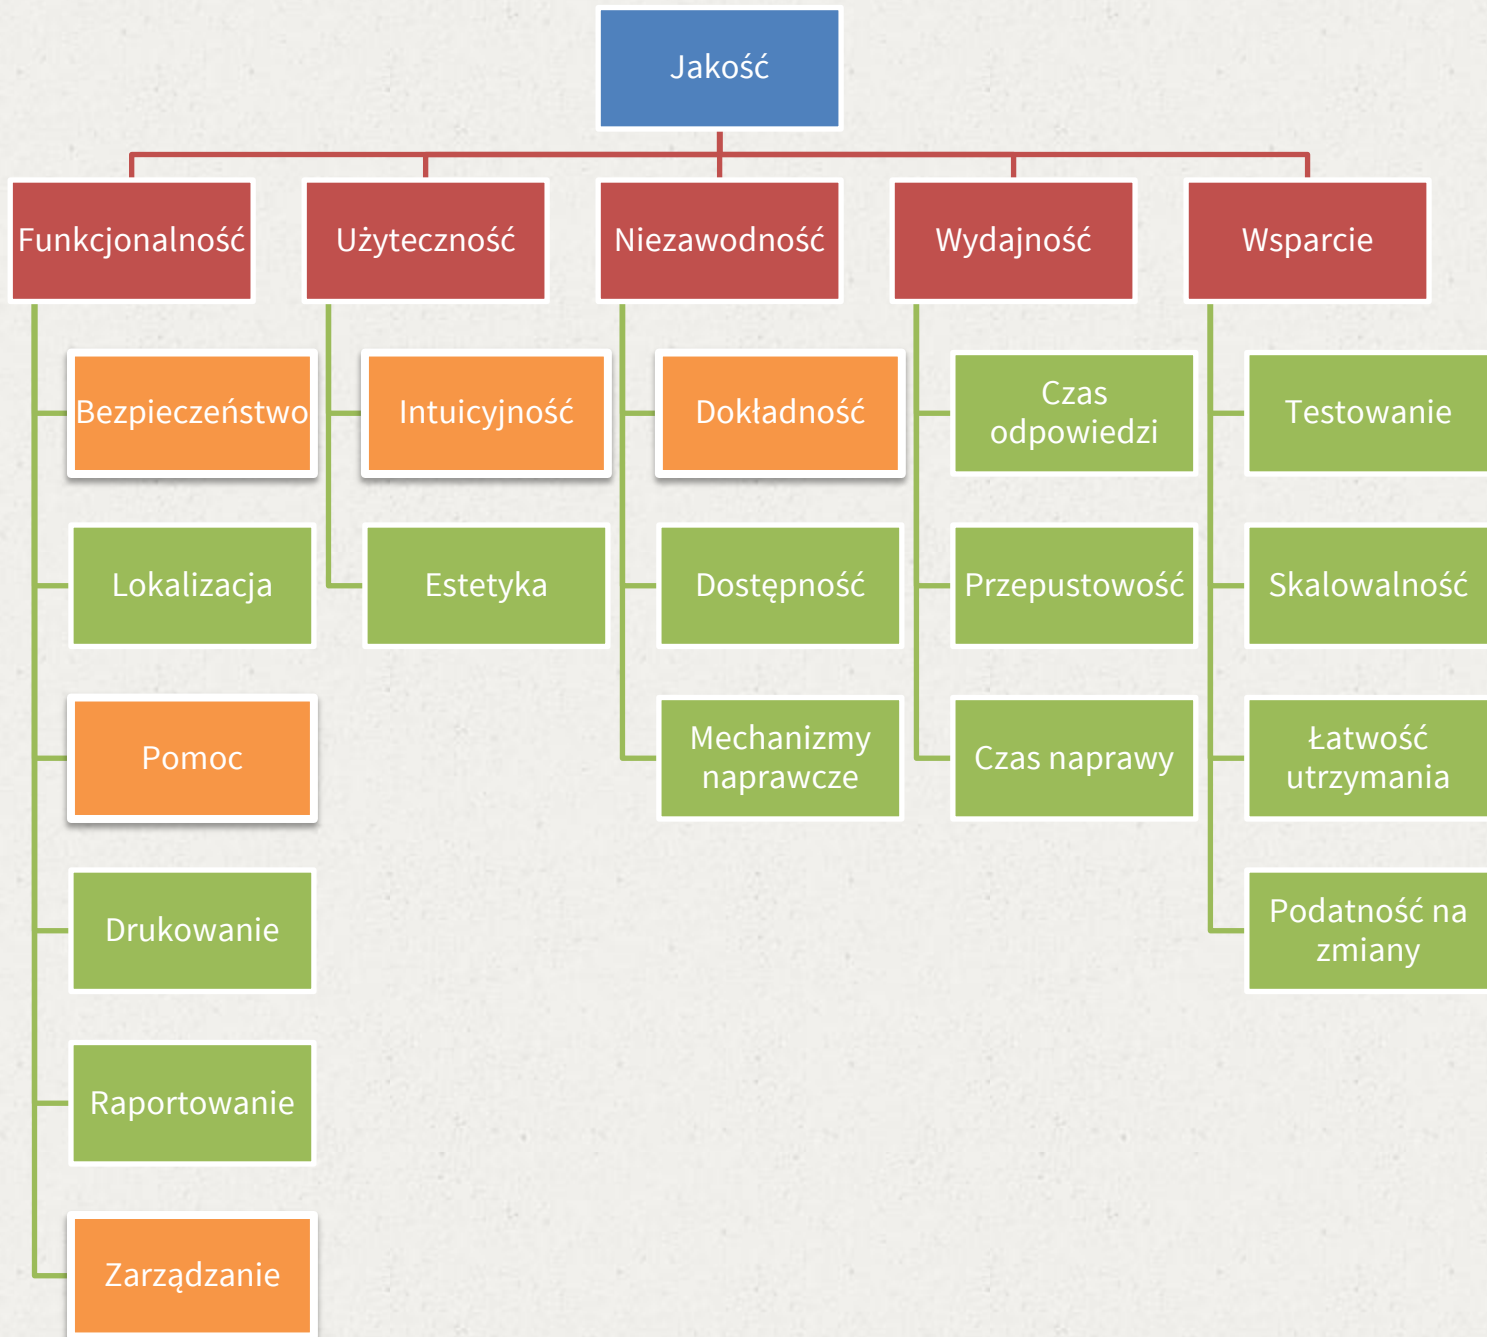 Jakość
Funkcjonalność
Użyteczność
Niezawodność
Wydajność
Wsparcie
Bezpieczeństwo
Lokalizacja
Pomoc
Drukowanie
Raportowanie
Zarządzanie
Intuicyjność
Estetyka
Dokładność
Dostępność
Mechanizmy
naprawcze
Czas
odpowiedzi
Przepustowość
Czas naprawy
Testowanie
Skalowalność
Łatwość
utrzymania
Podatność na
zmiany